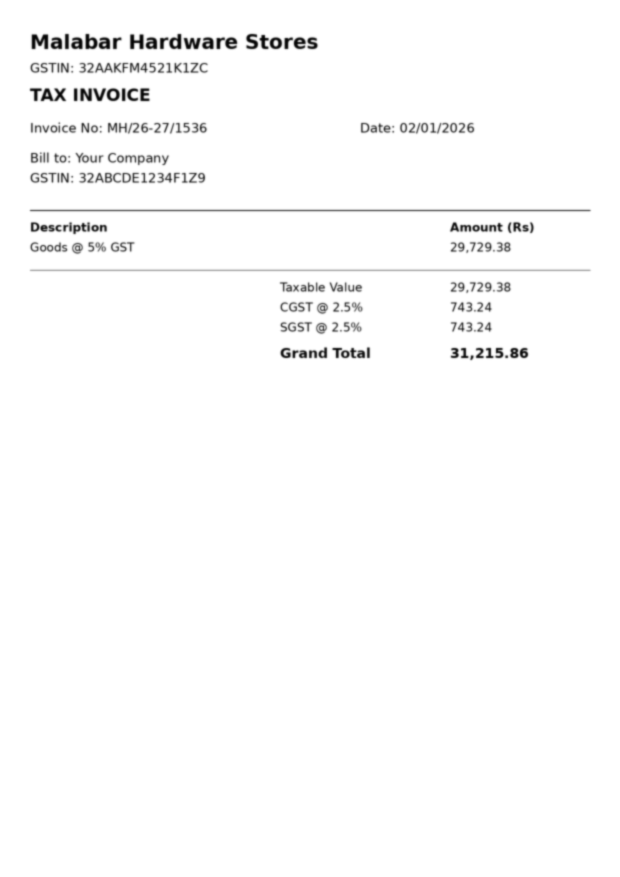 Malabar Hardware Stores
GSTIN: 32AAKFM4521K1ZC
TAX INVOICE
Invoice No: MH/26-27/1536 Date: 02/01/2026
Bill to: Your Company
GSTIN: 32ABCDE1234F1Z9
Description Amount (Rs)
Goods @ 5% GST 29,729.38
Taxable Value 29,729.38
CGST @ 2.5% 743.24
SGST @ 2.5% 743.24
Grand Total 31,215.86